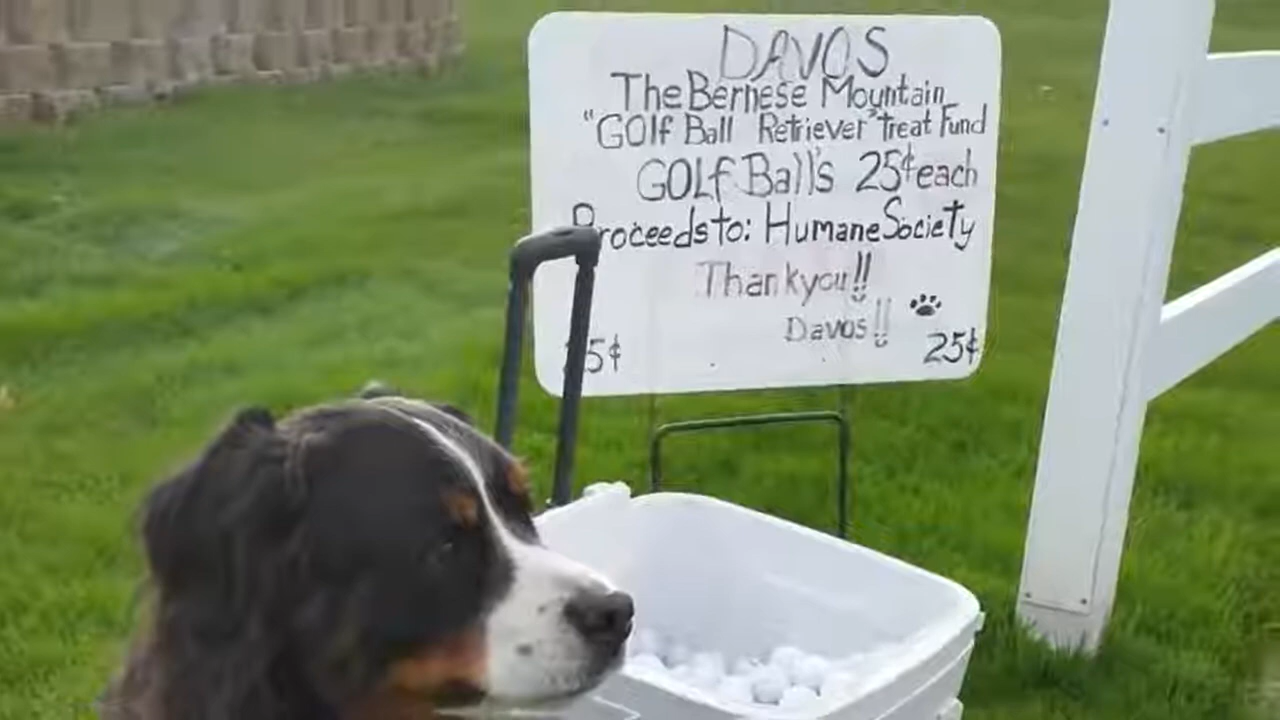 DAVOS
The Bernese Mountain
"GOlf Ball Retriever" Treat Fund
GOLf Ball's 25¢ each
Proceeds to: Humane Society
Thank you!!
Davos!!
5¢ 25¢